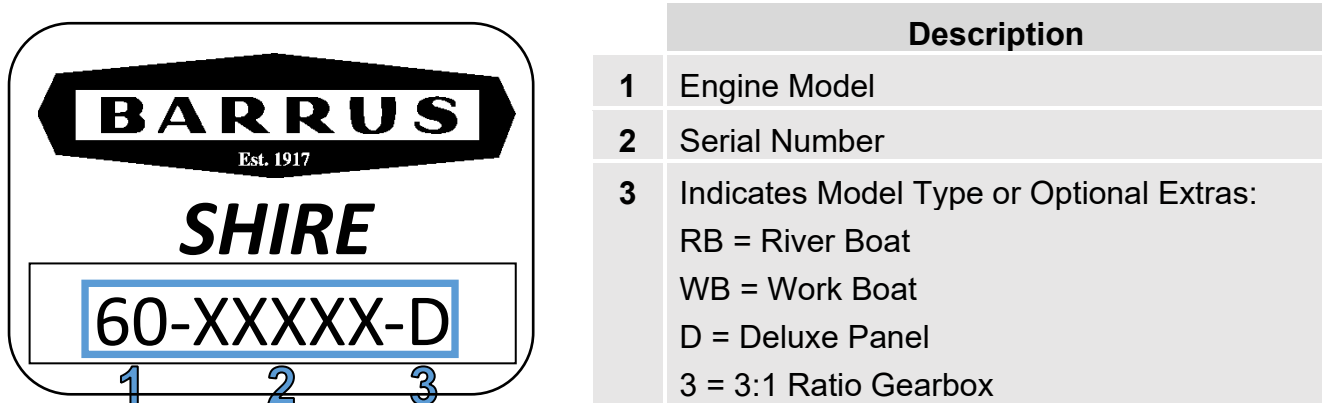 BARRUS
Est. 1917
SHIRE
60-XXXXX-D
1 2 3
Description
1 Engine Model
2 Serial Number
3 Indicates Model Type or Optional Extras:
RB = River Boat
WB = Work Boat
D = Deluxe Panel
3 = 3:1 Ratio Gearbox